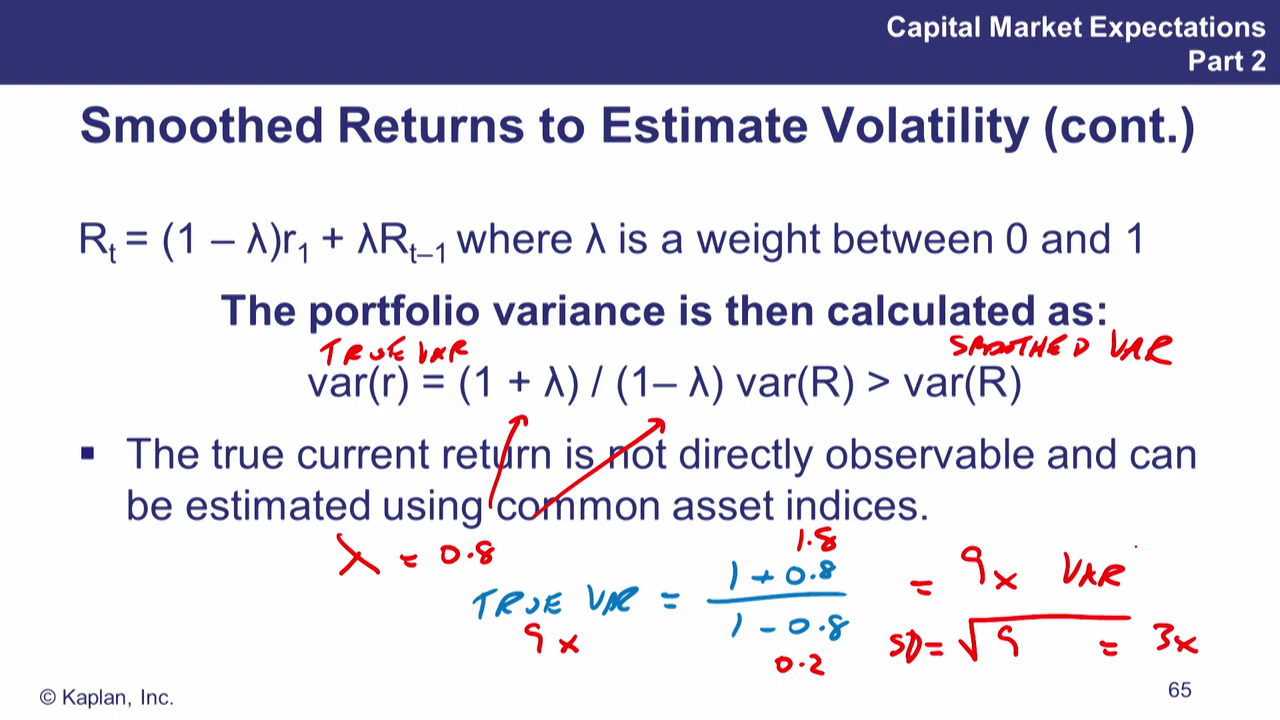 Capital Market Expectations
Part 2
Smoothed Returns to Estimate Volatility (cont.)
Rt = (1 – λ)r1 + λRt–1 where λ is a weight between 0 and 1
The portfolio variance is then calculated as:
TRUE VAR SMOOTHED VAR
var(r) = (1 + λ) / (1– λ) var(R) > var(R)
▪ The true current return is not directly observable and can
be estimated using common asset indices.
λ = 0.8
1.8
TRUE VAR = 1 + 0.8 = 9x VAR
1 - 0.8
9x SD = √9 = 3x
0.2
© Kaplan, Inc.
65